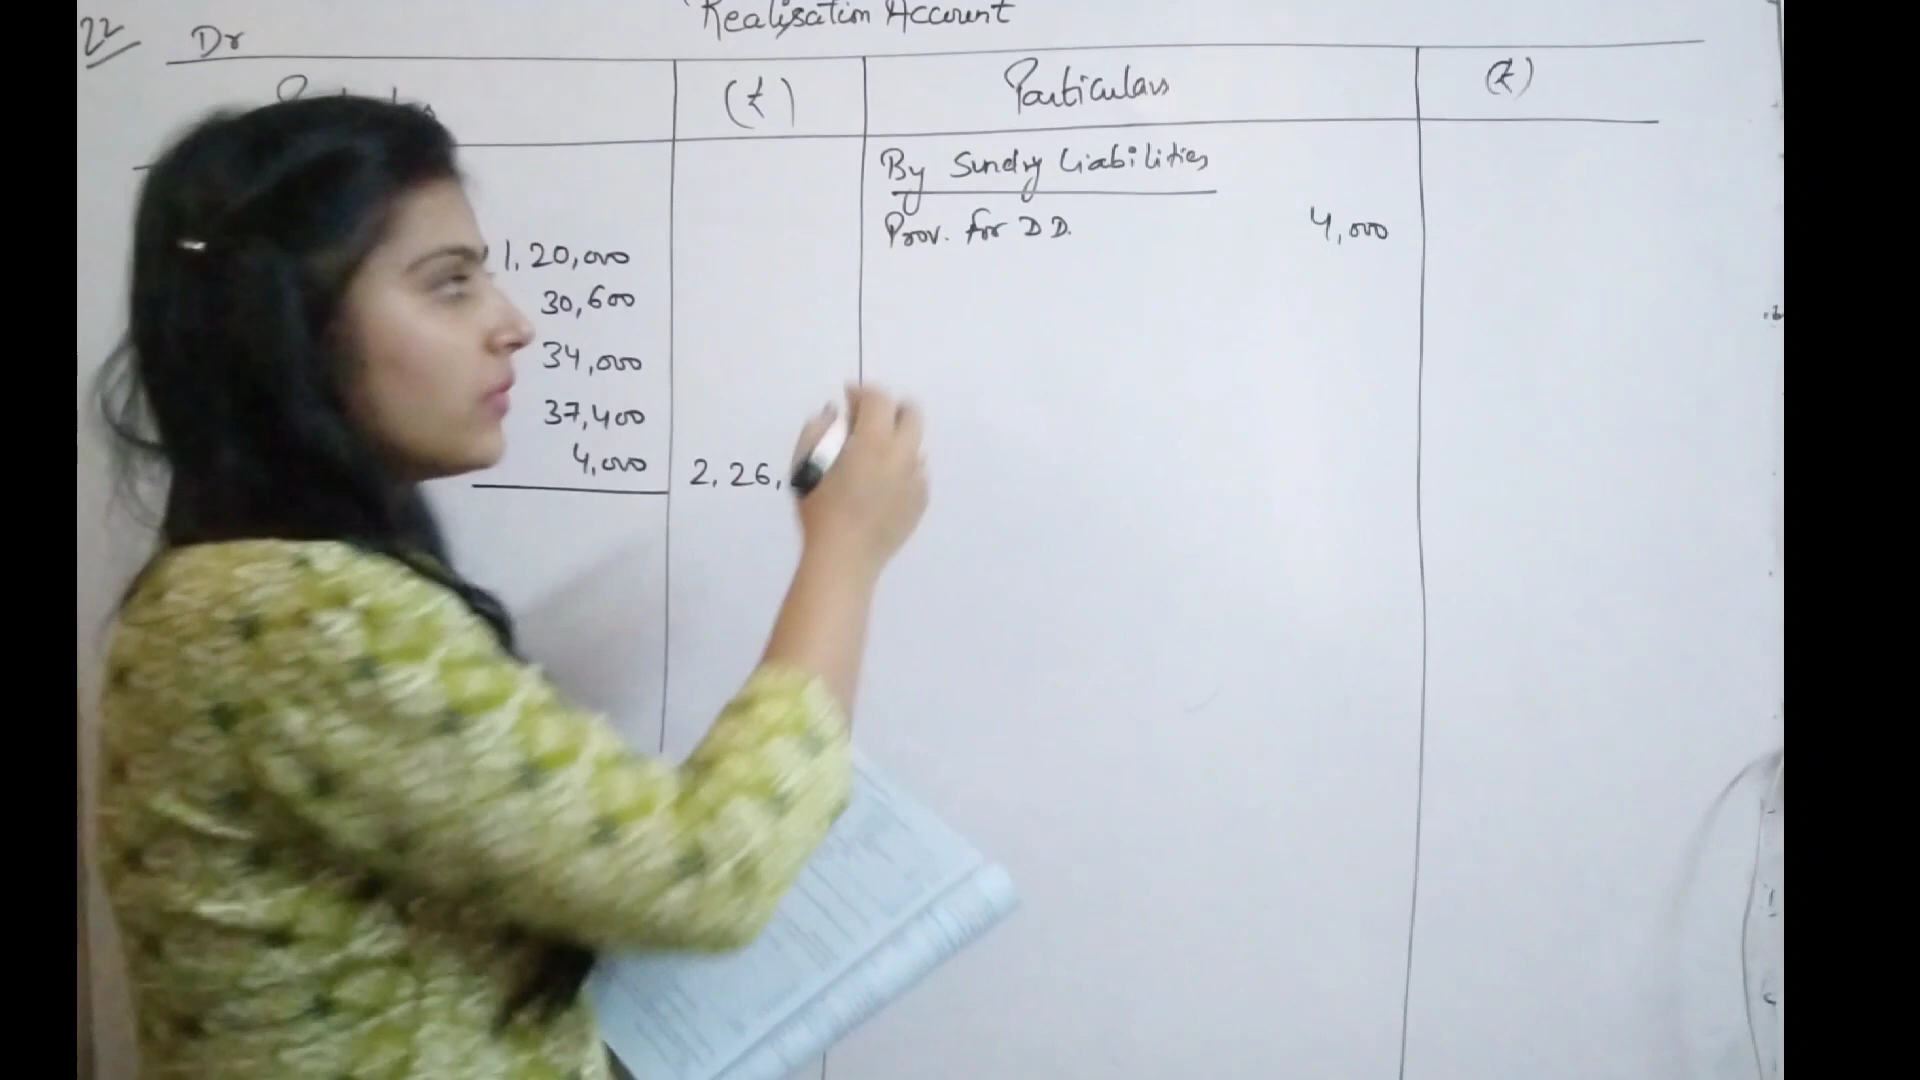 Realisation Account
22 Dr
(₹) Particulars (₹)
By Sundry Liabilities
Prov. for D D. 4,000
1,20,000
30,600
34,000
37,400
4,000 2,26,